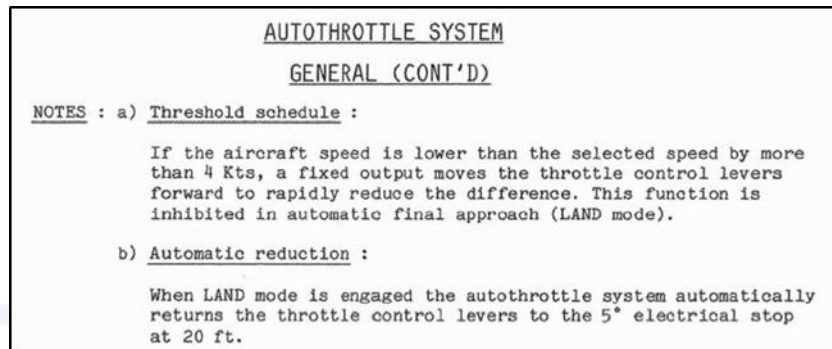 AUTOTHROTTLE SYSTEM
GENERAL (CONT'D)
NOTES : a) Threshold schedule :
If the aircraft speed is lower than the selected speed by more
than 4 Kts, a fixed output moves the throttle control levers
forward to rapidly reduce the difference. This function is
inhibited in automatic final approach (LAND mode).
b) Automatic reduction :
When LAND mode is engaged the autothrottle system automatically
returns the throttle control levers to the 5° electrical stop
at 20 ft.